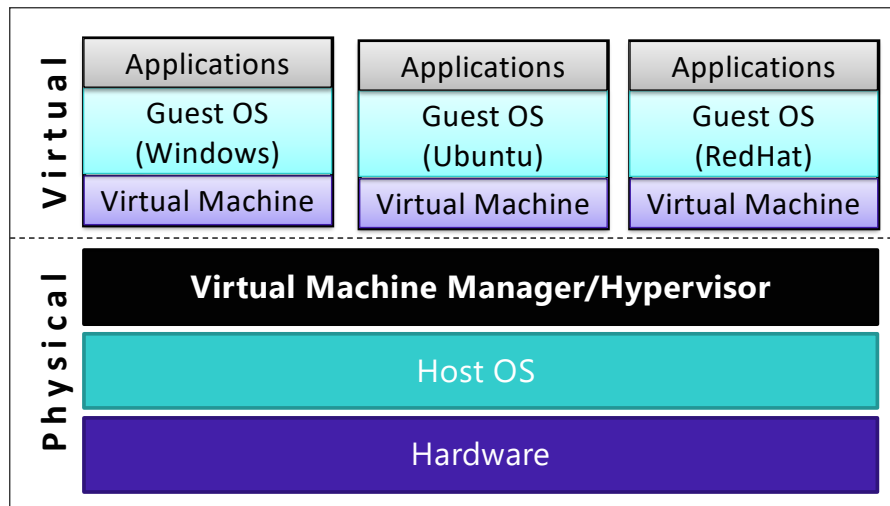 Virtual
Applications
Guest OS
(Windows)
Virtual Machine
Applications
Guest OS
(Ubuntu)
Virtual Machine
Applications
Guest OS
(RedHat)
Virtual Machine
Physical
Virtual Machine Manager/Hypervisor
Host OS
Hardware